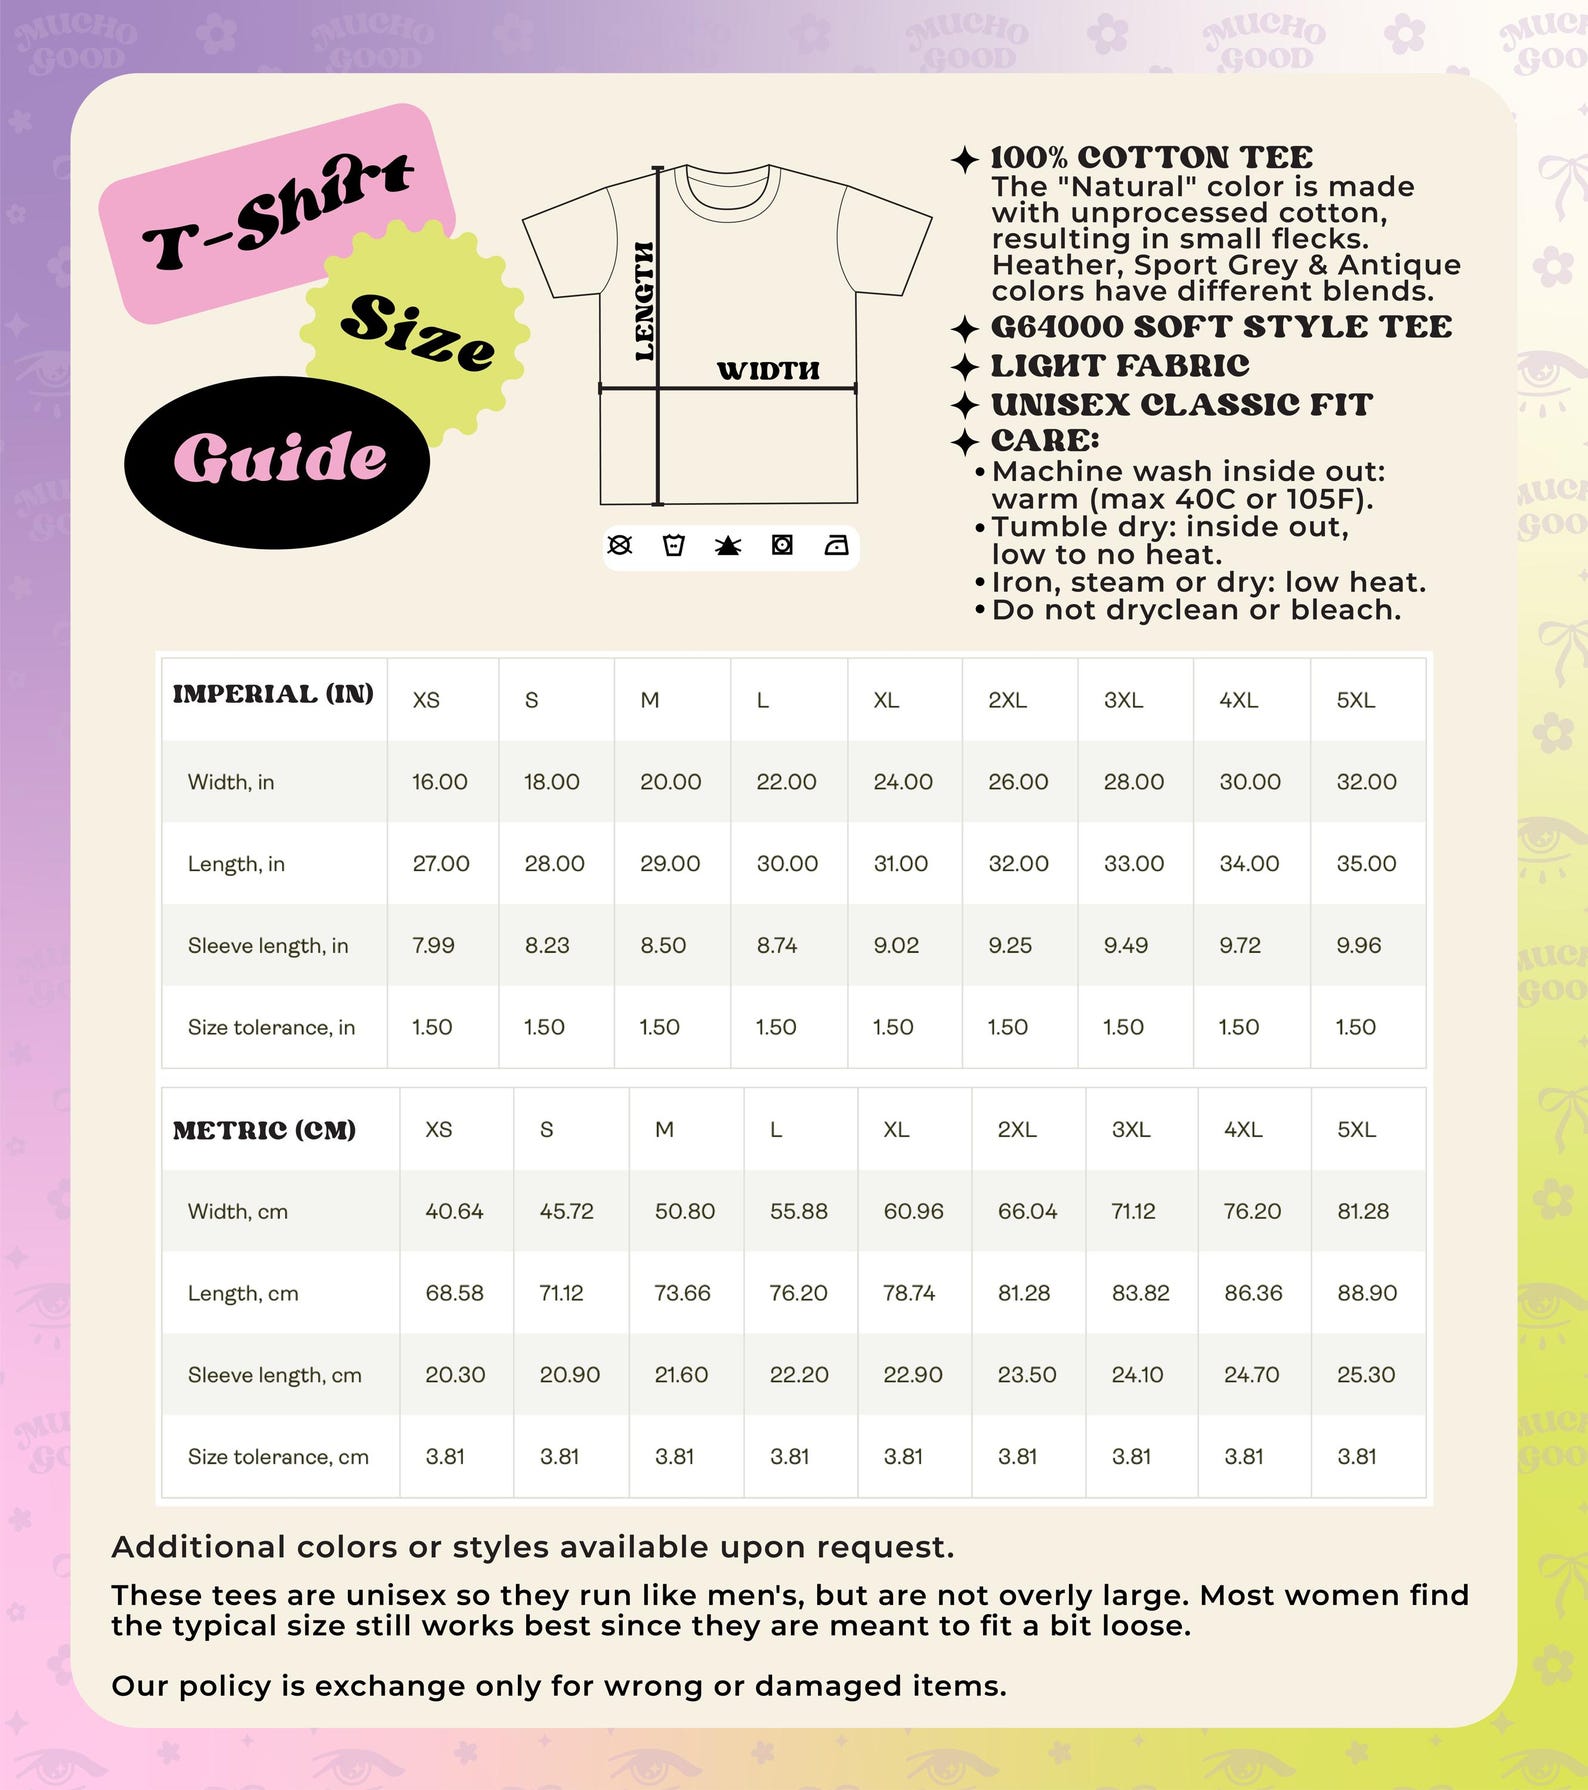 T-Shirt
Size
Guide
LENGTH
WIDTH
100% COTTON TEE
The "Natural" color is made
with unprocessed cotton,
resulting in small flecks.
Heather, Sport Grey & Antique
colors have different blends.
G64000 SOFT STYLE TEE
LIGHT FABRIC
UNISEX CLASSIC FIT
CARE:
•Machine wash inside out:
warm (max 40C or 105F).
•Tumble dry: inside out,
low to no heat.
•Iron, steam or dry: low heat.
•Do not dryclean or bleach.
IMPERIAL (IN) XS S M L XL 2XL 3XL 4XL 5XL
Width, in 16.00 18.00 20.00 22.00 24.00 26.00 28.00 30.00 32.00
Length, in 27.00 28.00 29.00 30.00 31.00 32.00 33.00 34.00 35.00
Sleeve length, in 7.99 8.23 8.50 8.74 9.02 9.25 9.49 9.72 9.96
Size tolerance, in 1.50 1.50 1.50 1.50 1.50 1.50 1.50 1.50 1.50
METRIC (CM) XS S M L XL 2XL 3XL 4XL 5XL
Width, cm 40.64 45.72 50.80 55.88 60.96 66.04 71.12 76.20 81.28
Length, cm 68.58 71.12 73.66 76.20 78.74 81.28 83.82 86.36 88.90
Sleeve length, cm 20.30 20.90 21.60 22.20 22.90 23.50 24.10 24.70 25.30
Size tolerance, cm 3.81 3.81 3.81 3.81 3.81 3.81 3.81 3.81 3.81
Additional colors or styles available upon request.
These tees are unisex so they run like men's, but are not overly large. Most women find
the typical size still works best since they are meant to fit a bit loose.
Our policy is exchange only for wrong or damaged items.
MUCHO
GOOD